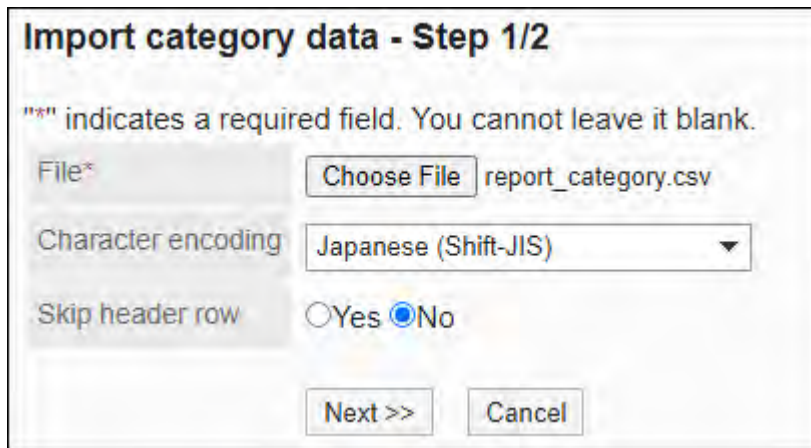 Import category data - Step 1/2
"*" indicates a required field. You cannot leave it blank.
File* Choose File report_category.csv
Character encoding Japanese (Shift-JIS)
Skip header row Yes No
Next >> Cancel